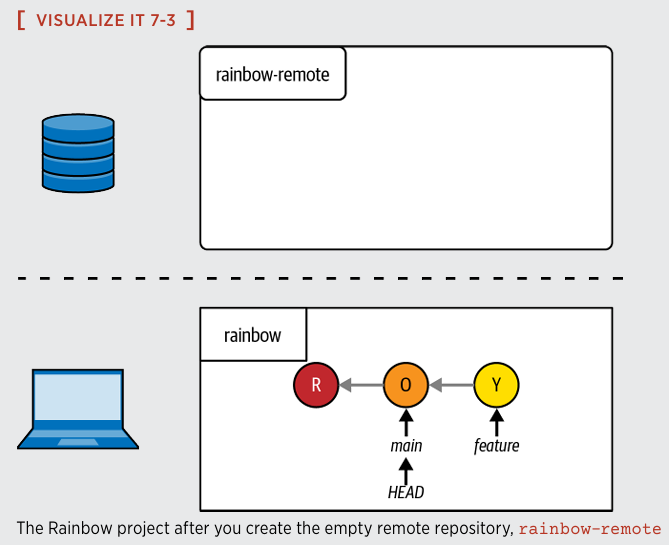 [ VISUALIZE IT 7-3 ]
rainbow-remote
rainbow
R O Y
main feature
HEAD
The Rainbow project after you create the empty remote repository, rainbow-remote